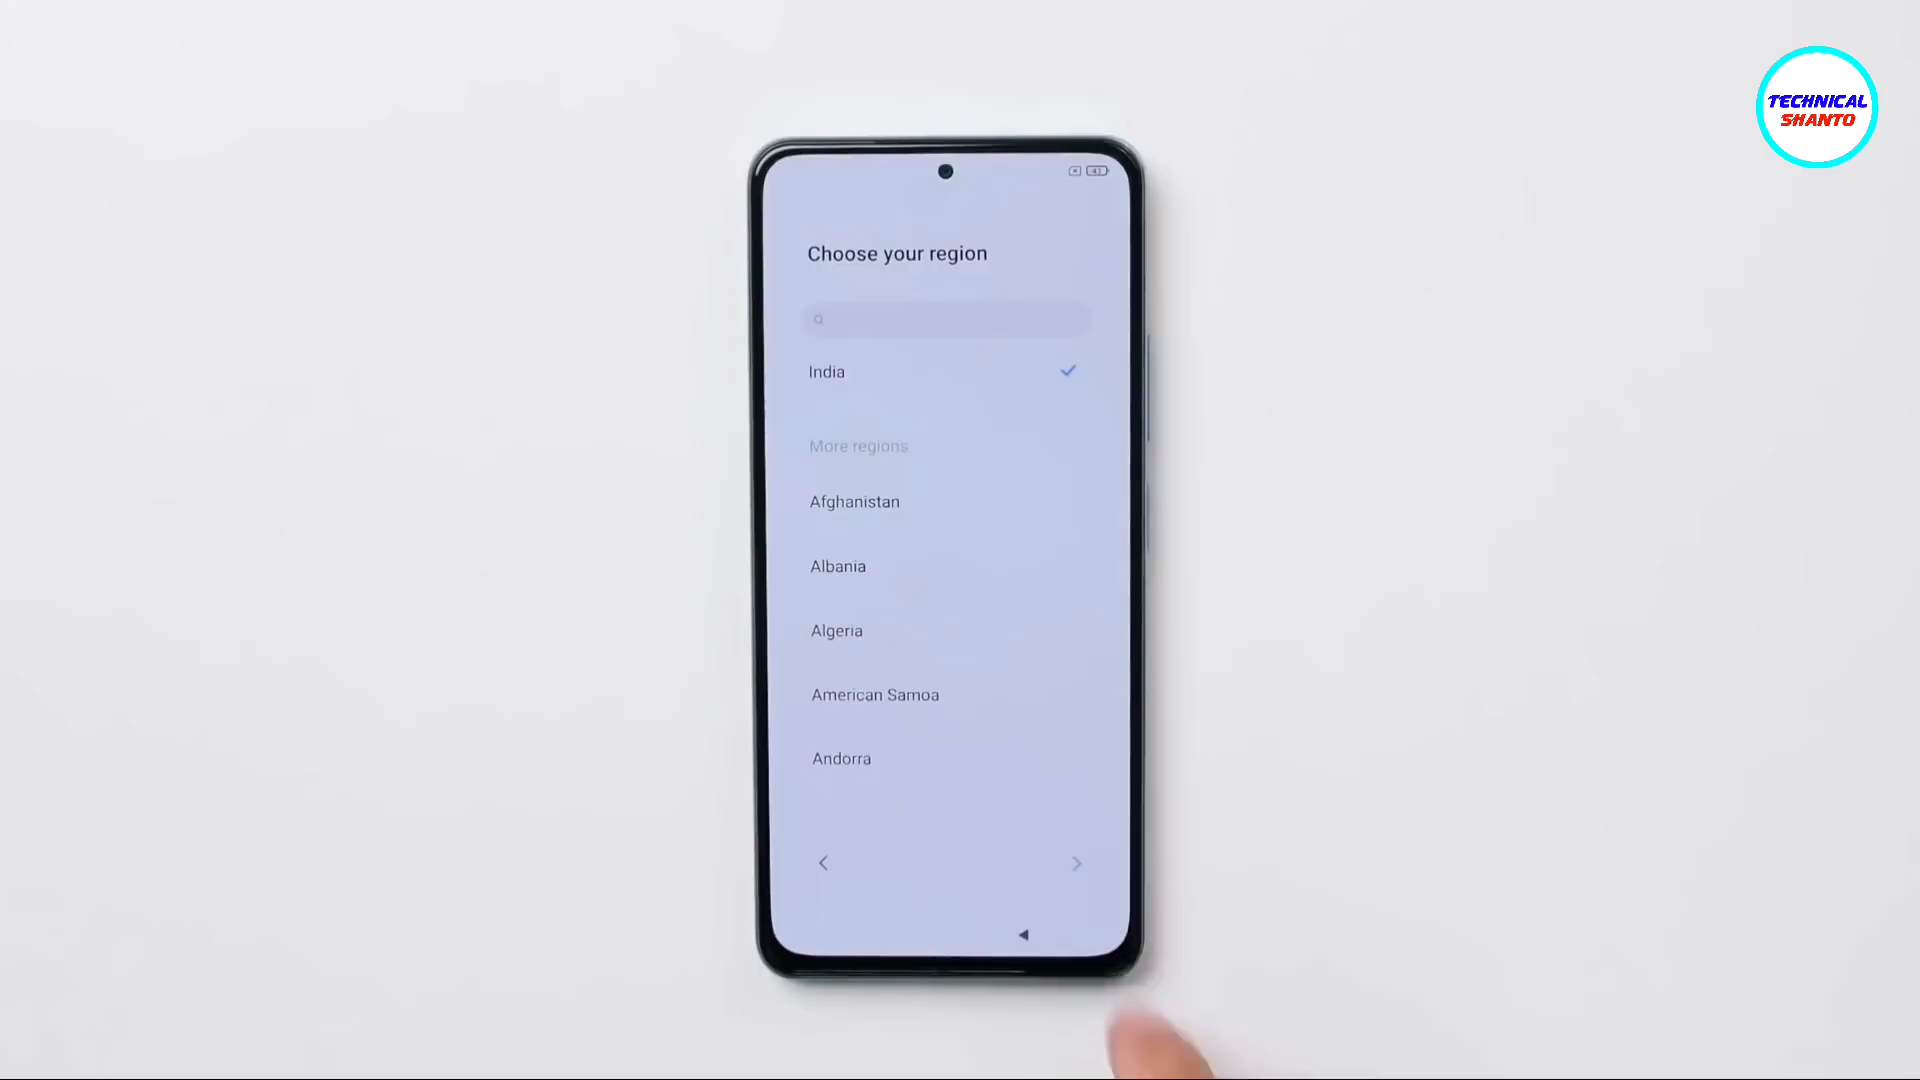 TECHNICAL
SHANTO
Choose your region
India
More regions
Afghanistan
Albania
Algeria
American Samoa
Andorra